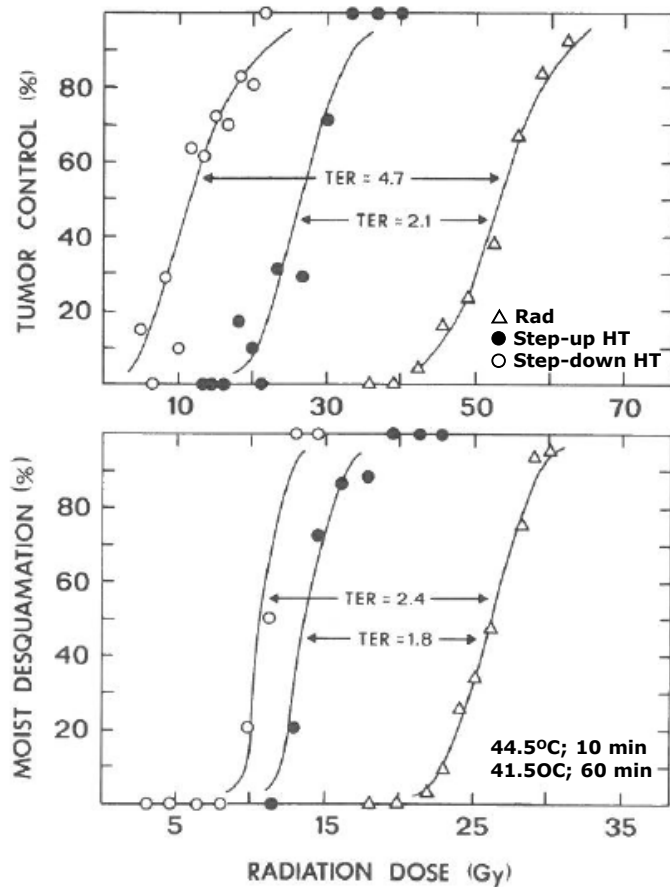 TUMOR CONTROL (%)
80
60
40
20
TER ≃ 4.7
TER ≃ 2.1
△ Rad
● Step-up HT
○ Step-down HT
10 30 50 70
MOIST DESQUAMATION (%)
80
60
40
20
TER = 2.4
TER = 1.8
44.5ºC; 10 min
41.5OC; 60 min
5 15 25 35
RADIATION DOSE (Gy)